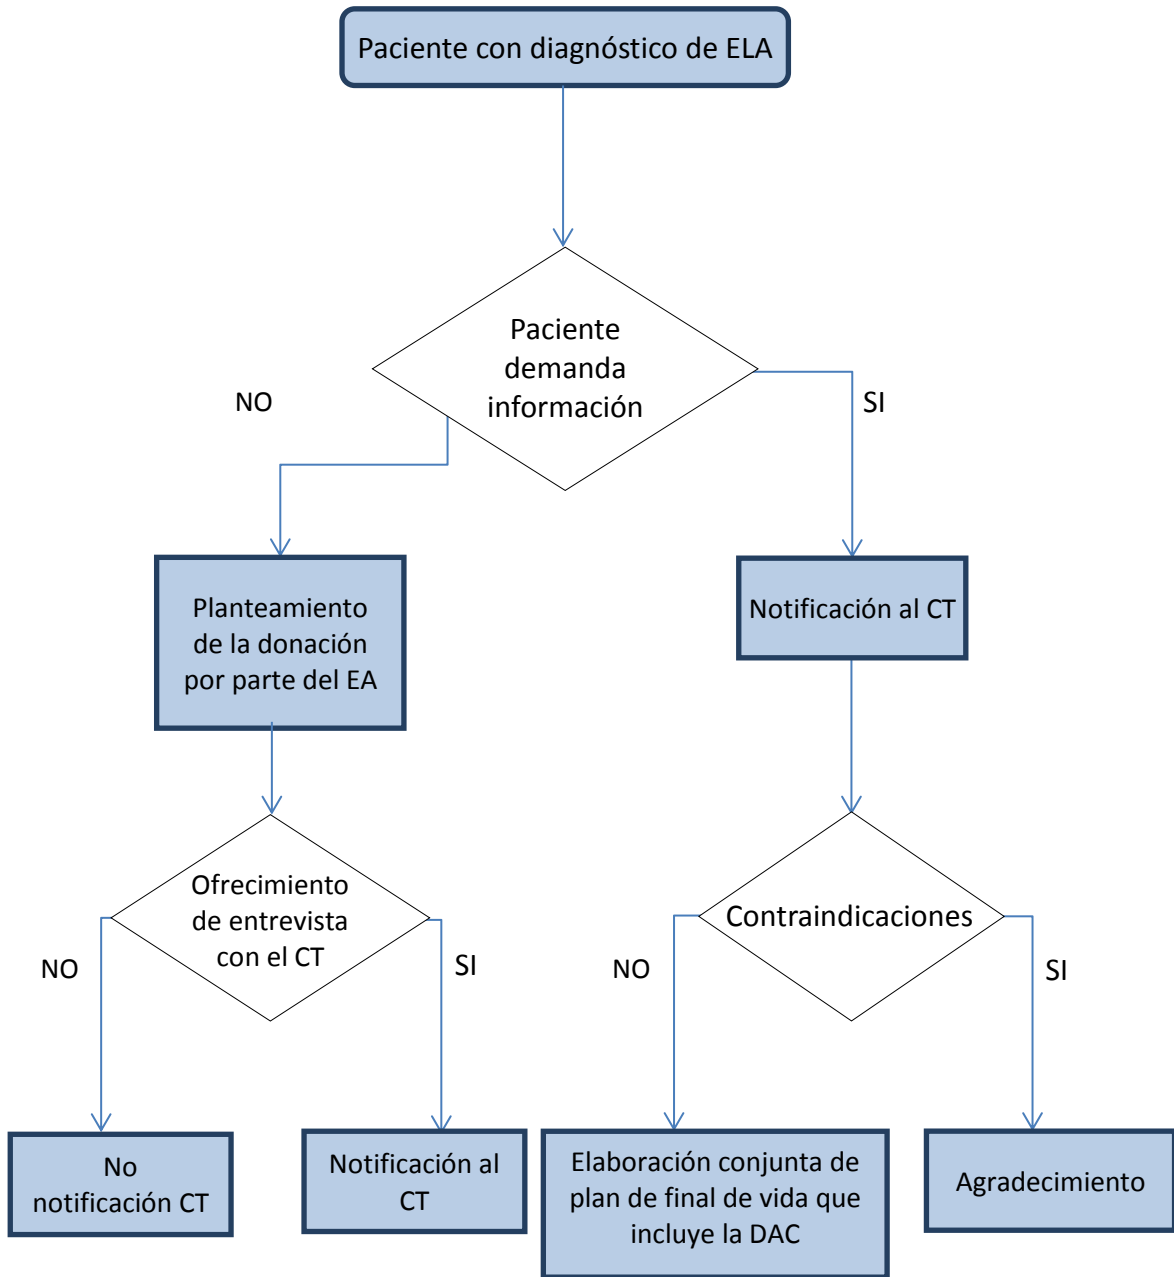 Paciente con diagnóstico de ELA
Paciente
demanda
información
NO
SI
Planteamiento
de la donación
por parte del EA
Notificación al CT
Ofrecimiento
de entrevista
con el CT
NO
SI
Contraindicaciones
NO
SI
No
notificación CT
Notificación al
CT
Elaboración conjunta de
plan de final de vida que
incluye la DAC
Agradecimiento